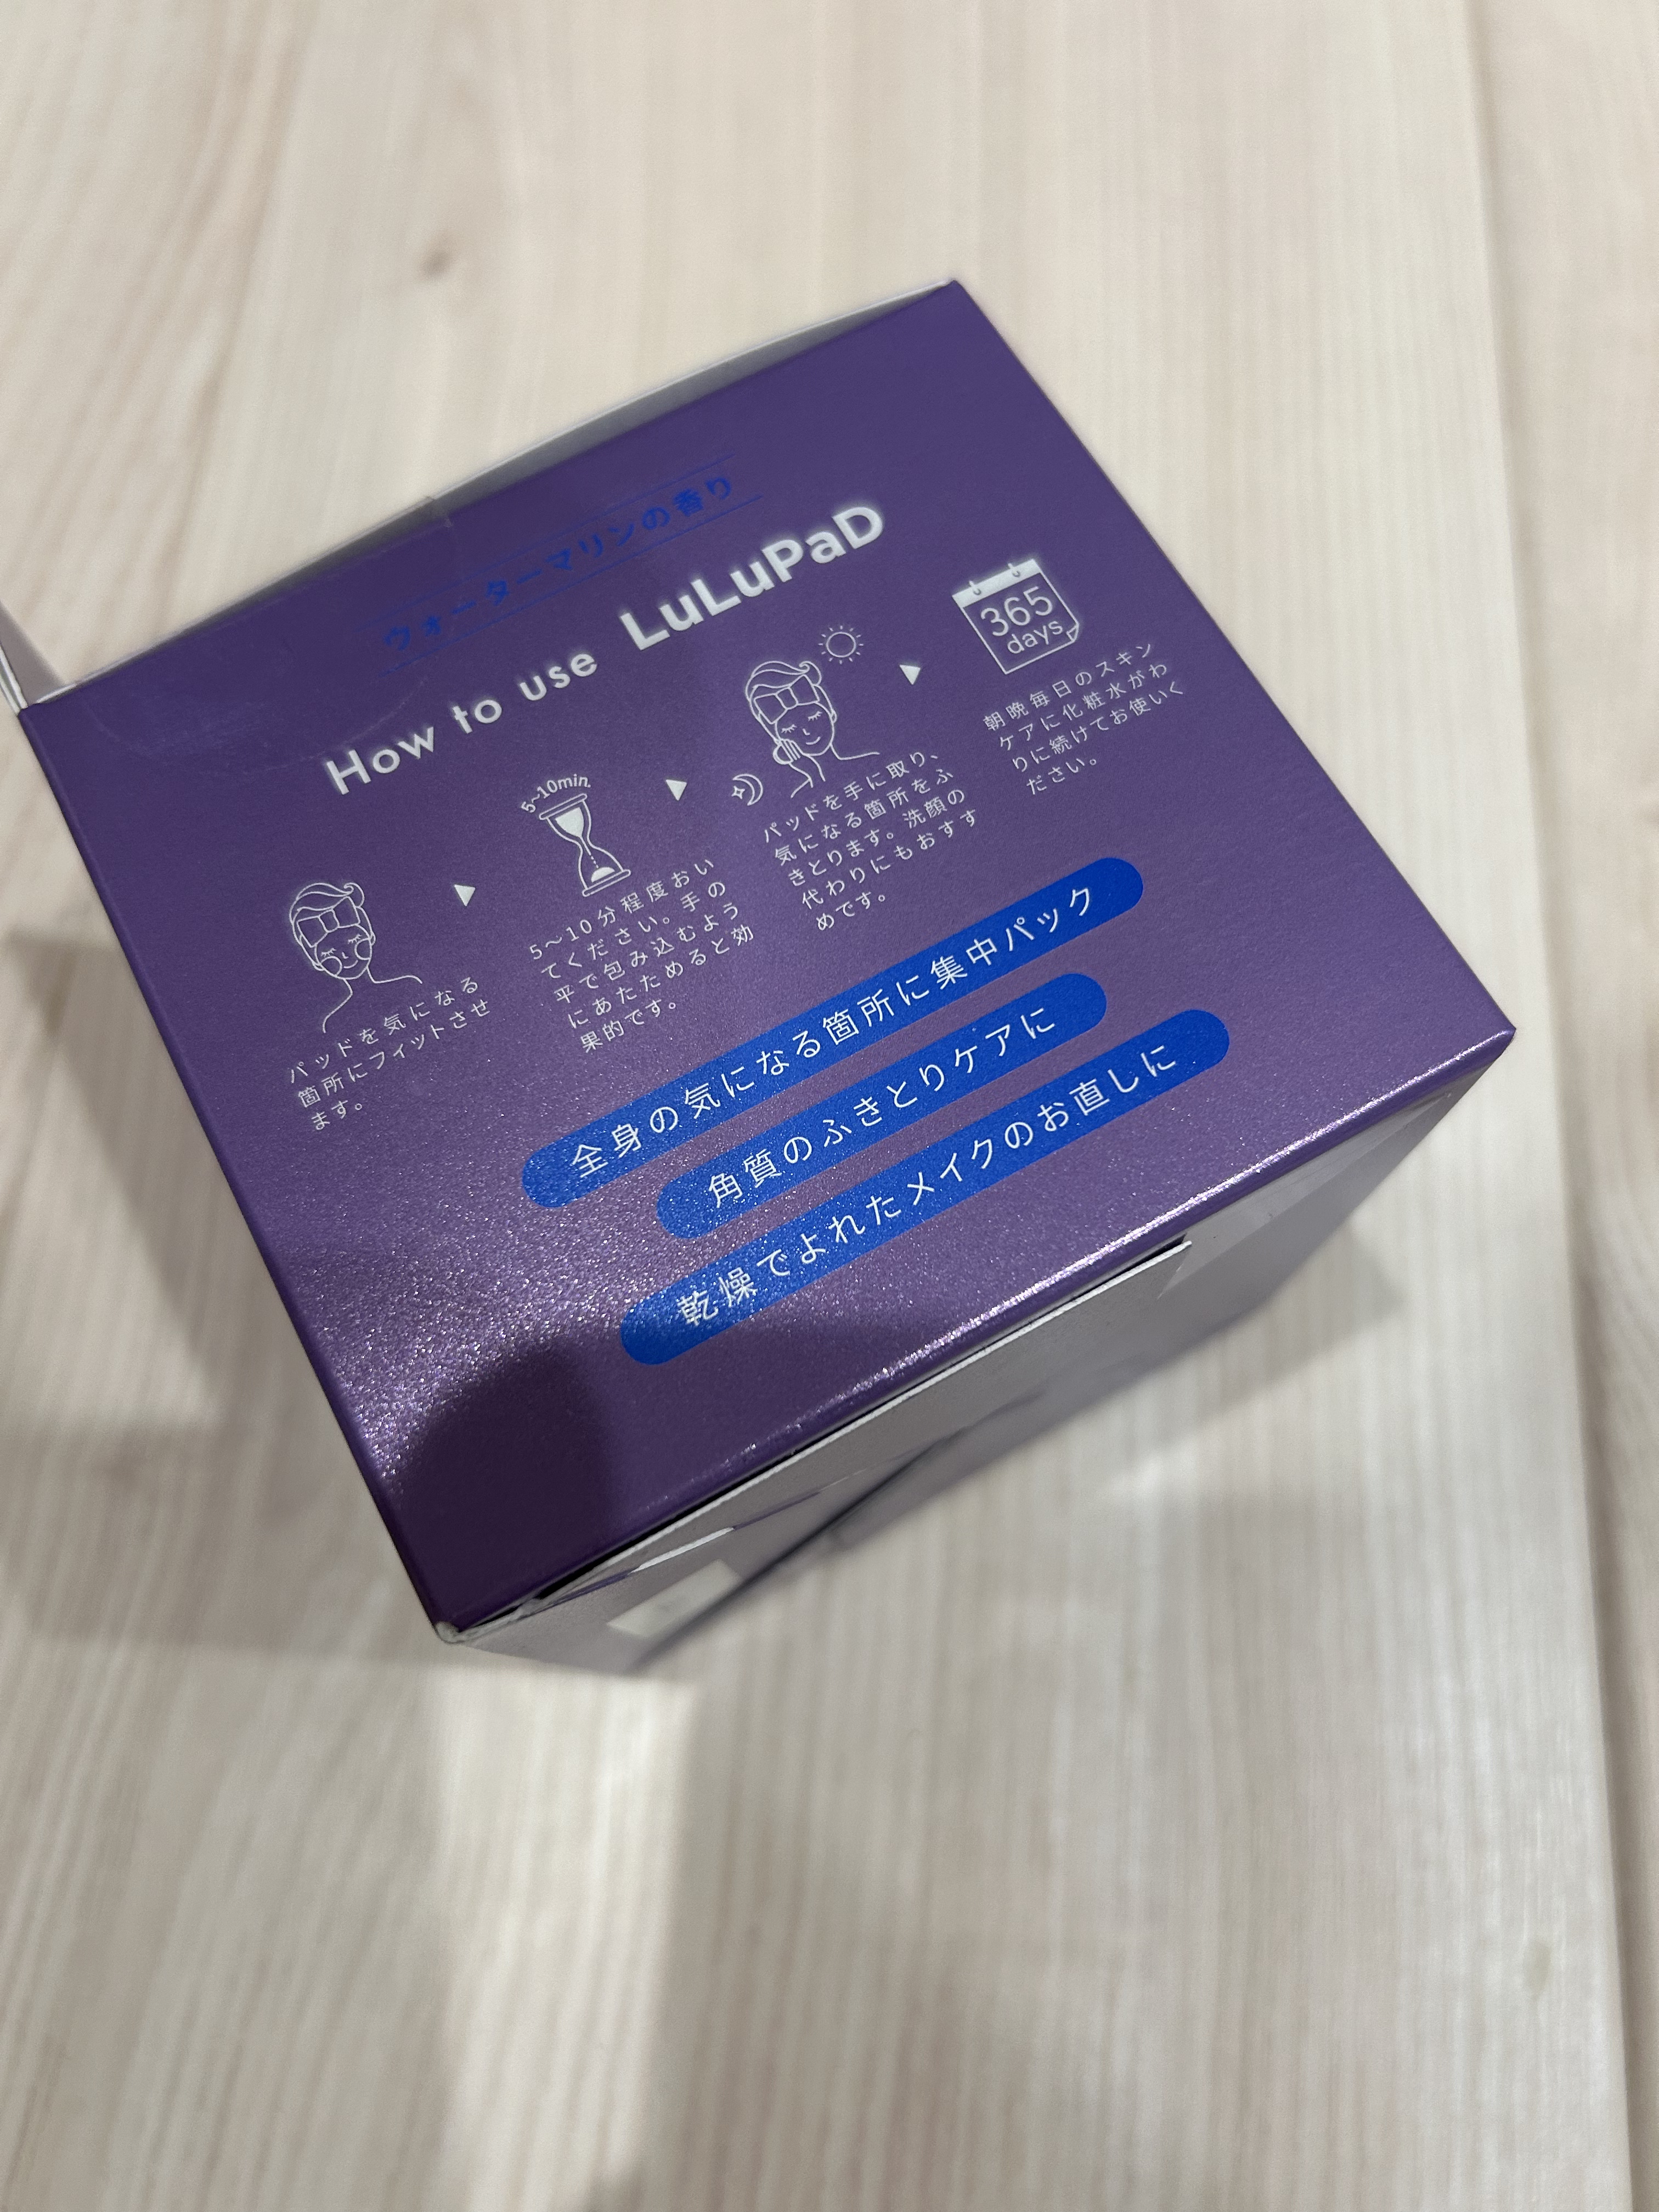 ウォーターマリンの香り
How to use LuLuPaD
パッドを気になる
箇所にフィットさせ
ます。
5~10min
5〜10分程度おい
てください。手の
平で包み込むよう
にあたためると効
果的です。
パッドを手に取り、
気になる箇所をふ
きとります。洗顔の
代わりにもおすす
めです。
365
days
朝晩毎日のスキン
ケアに化粧水がわ
りに続けてお使いく
ださい。
全身の気になる箇所に集中パック
角質のふきとりケアに
乾燥でよれたメイクのお直しに